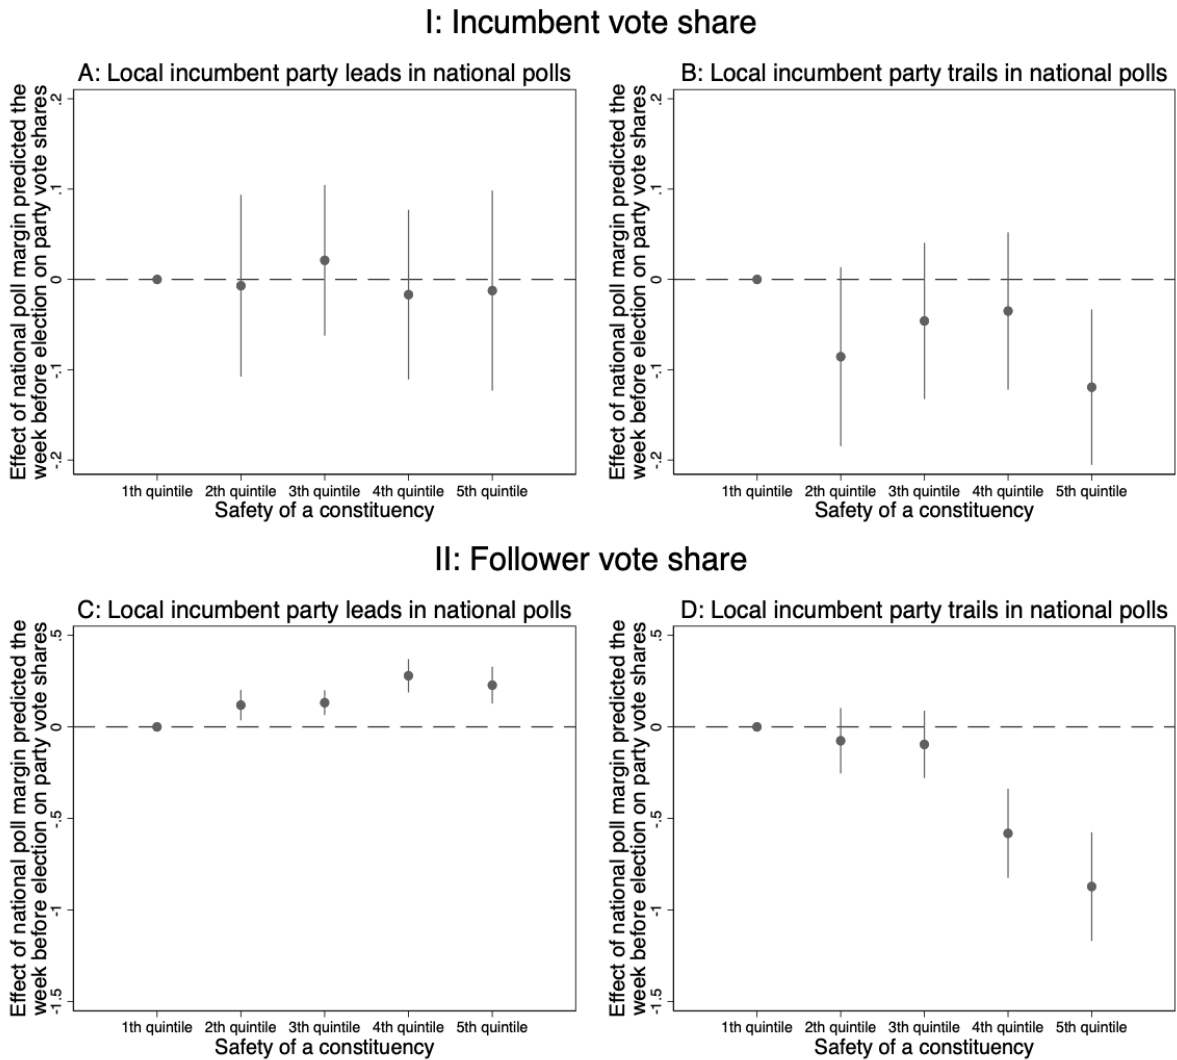 I: Incumbent vote share
A: Local incumbent party leads in national polls
Effect of national poll margin predicted the
week before election on party vote shares
.2
.1
0
-.1
-.2
1th quintile 2th quintile 3th quintile 4th quintile 5th quintile
Safety of a constituency
B: Local incumbent party trails in national polls
Effect of national poll margin predicted the
week before election on party vote shares
.2
.1
0
-.1
-.2
1th quintile 2th quintile 3th quintile 4th quintile 5th quintile
Safety of a constituency
II: Follower vote share
C: Local incumbent party leads in national polls
Effect of national poll margin predicted the
week before election on party vote shares
.5
0
-.5
-1
-1.5
1th quintile 2th quintile 3th quintile 4th quintile 5th quintile
Safety of a constituency
D: Local incumbent party trails in national polls
Effect of national poll margin predicted the
week before election on party vote shares
.5
0
-.5
-1
-1.5
1th quintile 2th quintile 3th quintile 4th quintile 5th quintile
Safety of a constituency